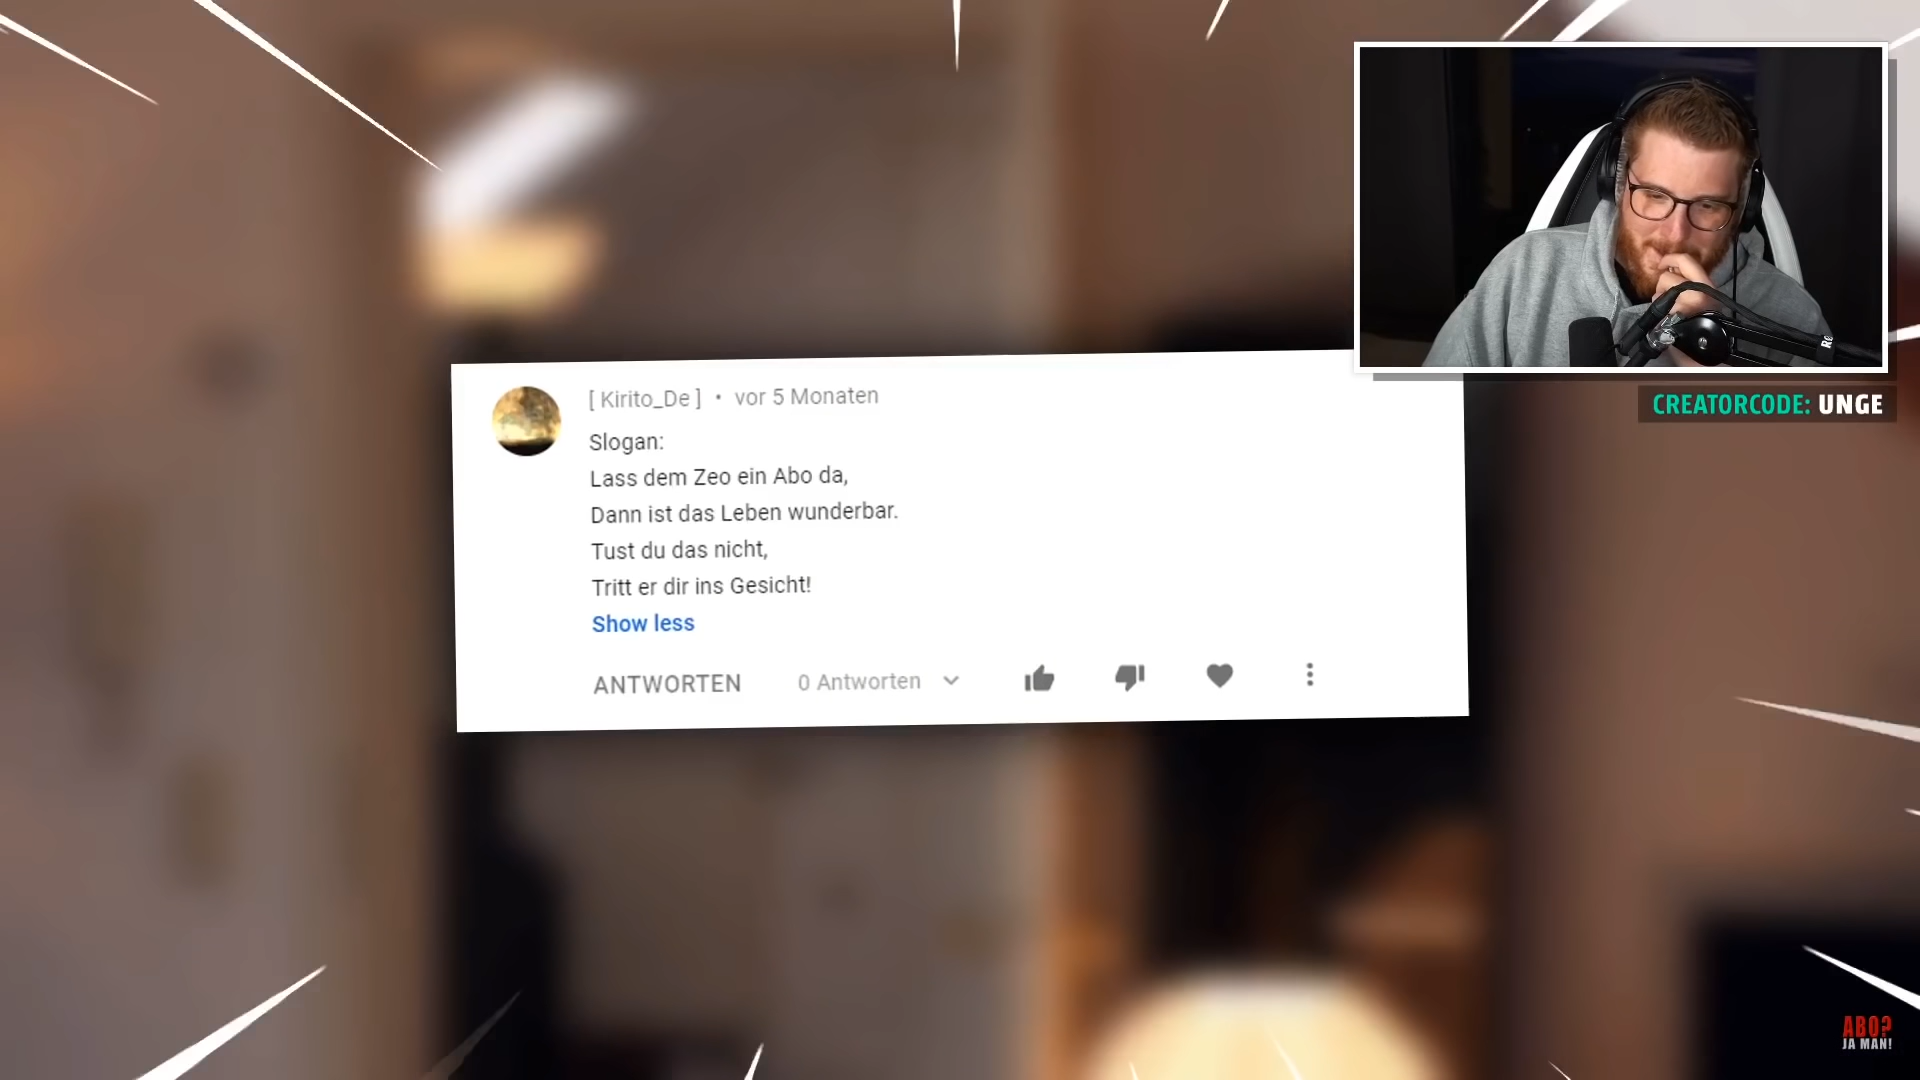 [ Kirito_De ] • vor 5 Monaten
Slogan:
Lass dem Zeo ein Abo da,
Dann ist das Leben wunderbar.
Tust du das nicht,
Tritt er dir ins Gesicht!
Show less
ANTWORTEN 0 Antworten
CREATORCODE: UNGE
ABO?
JA MAN!